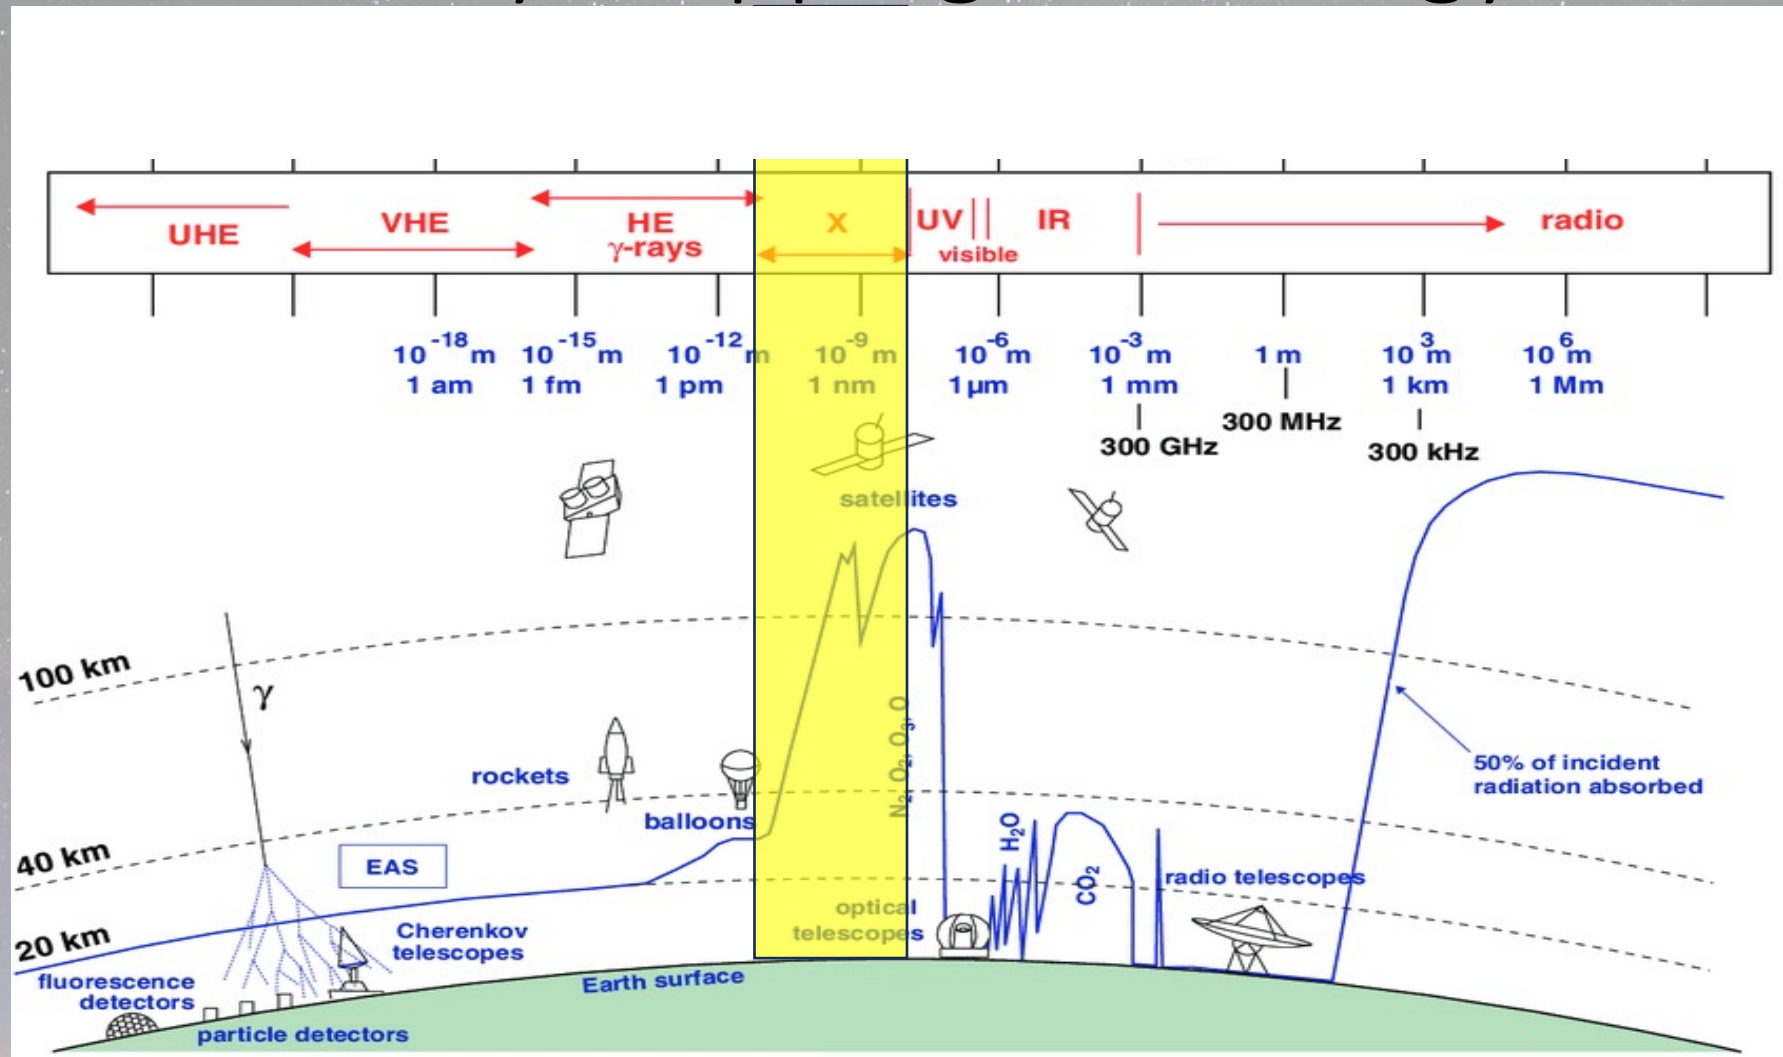 UHE
VHE
HE
γ-rays
X
UV
visible
IR
radio
10⁻¹⁸ m 10⁻¹⁵ m 10⁻¹² m 10⁻⁹ m 10⁻⁶ m 10⁻³ m 1 m 10³ m 10⁶ m
1 am 1 fm 1 pm 1 nm 1 µm 1 mm 1 km 1 Mm
300 MHz
300 GHz
300 kHz
satellites
100 km
γ
N₂, O₂, O₃, O
rockets
50% of incident
radiation absorbed
balloons
40 km
EAS
H₂O
CO₂
radio telescopes
optical
telescopes
20 km
Cherenkov
telescopes
fluorescence
detectors
Earth surface
particle detectors